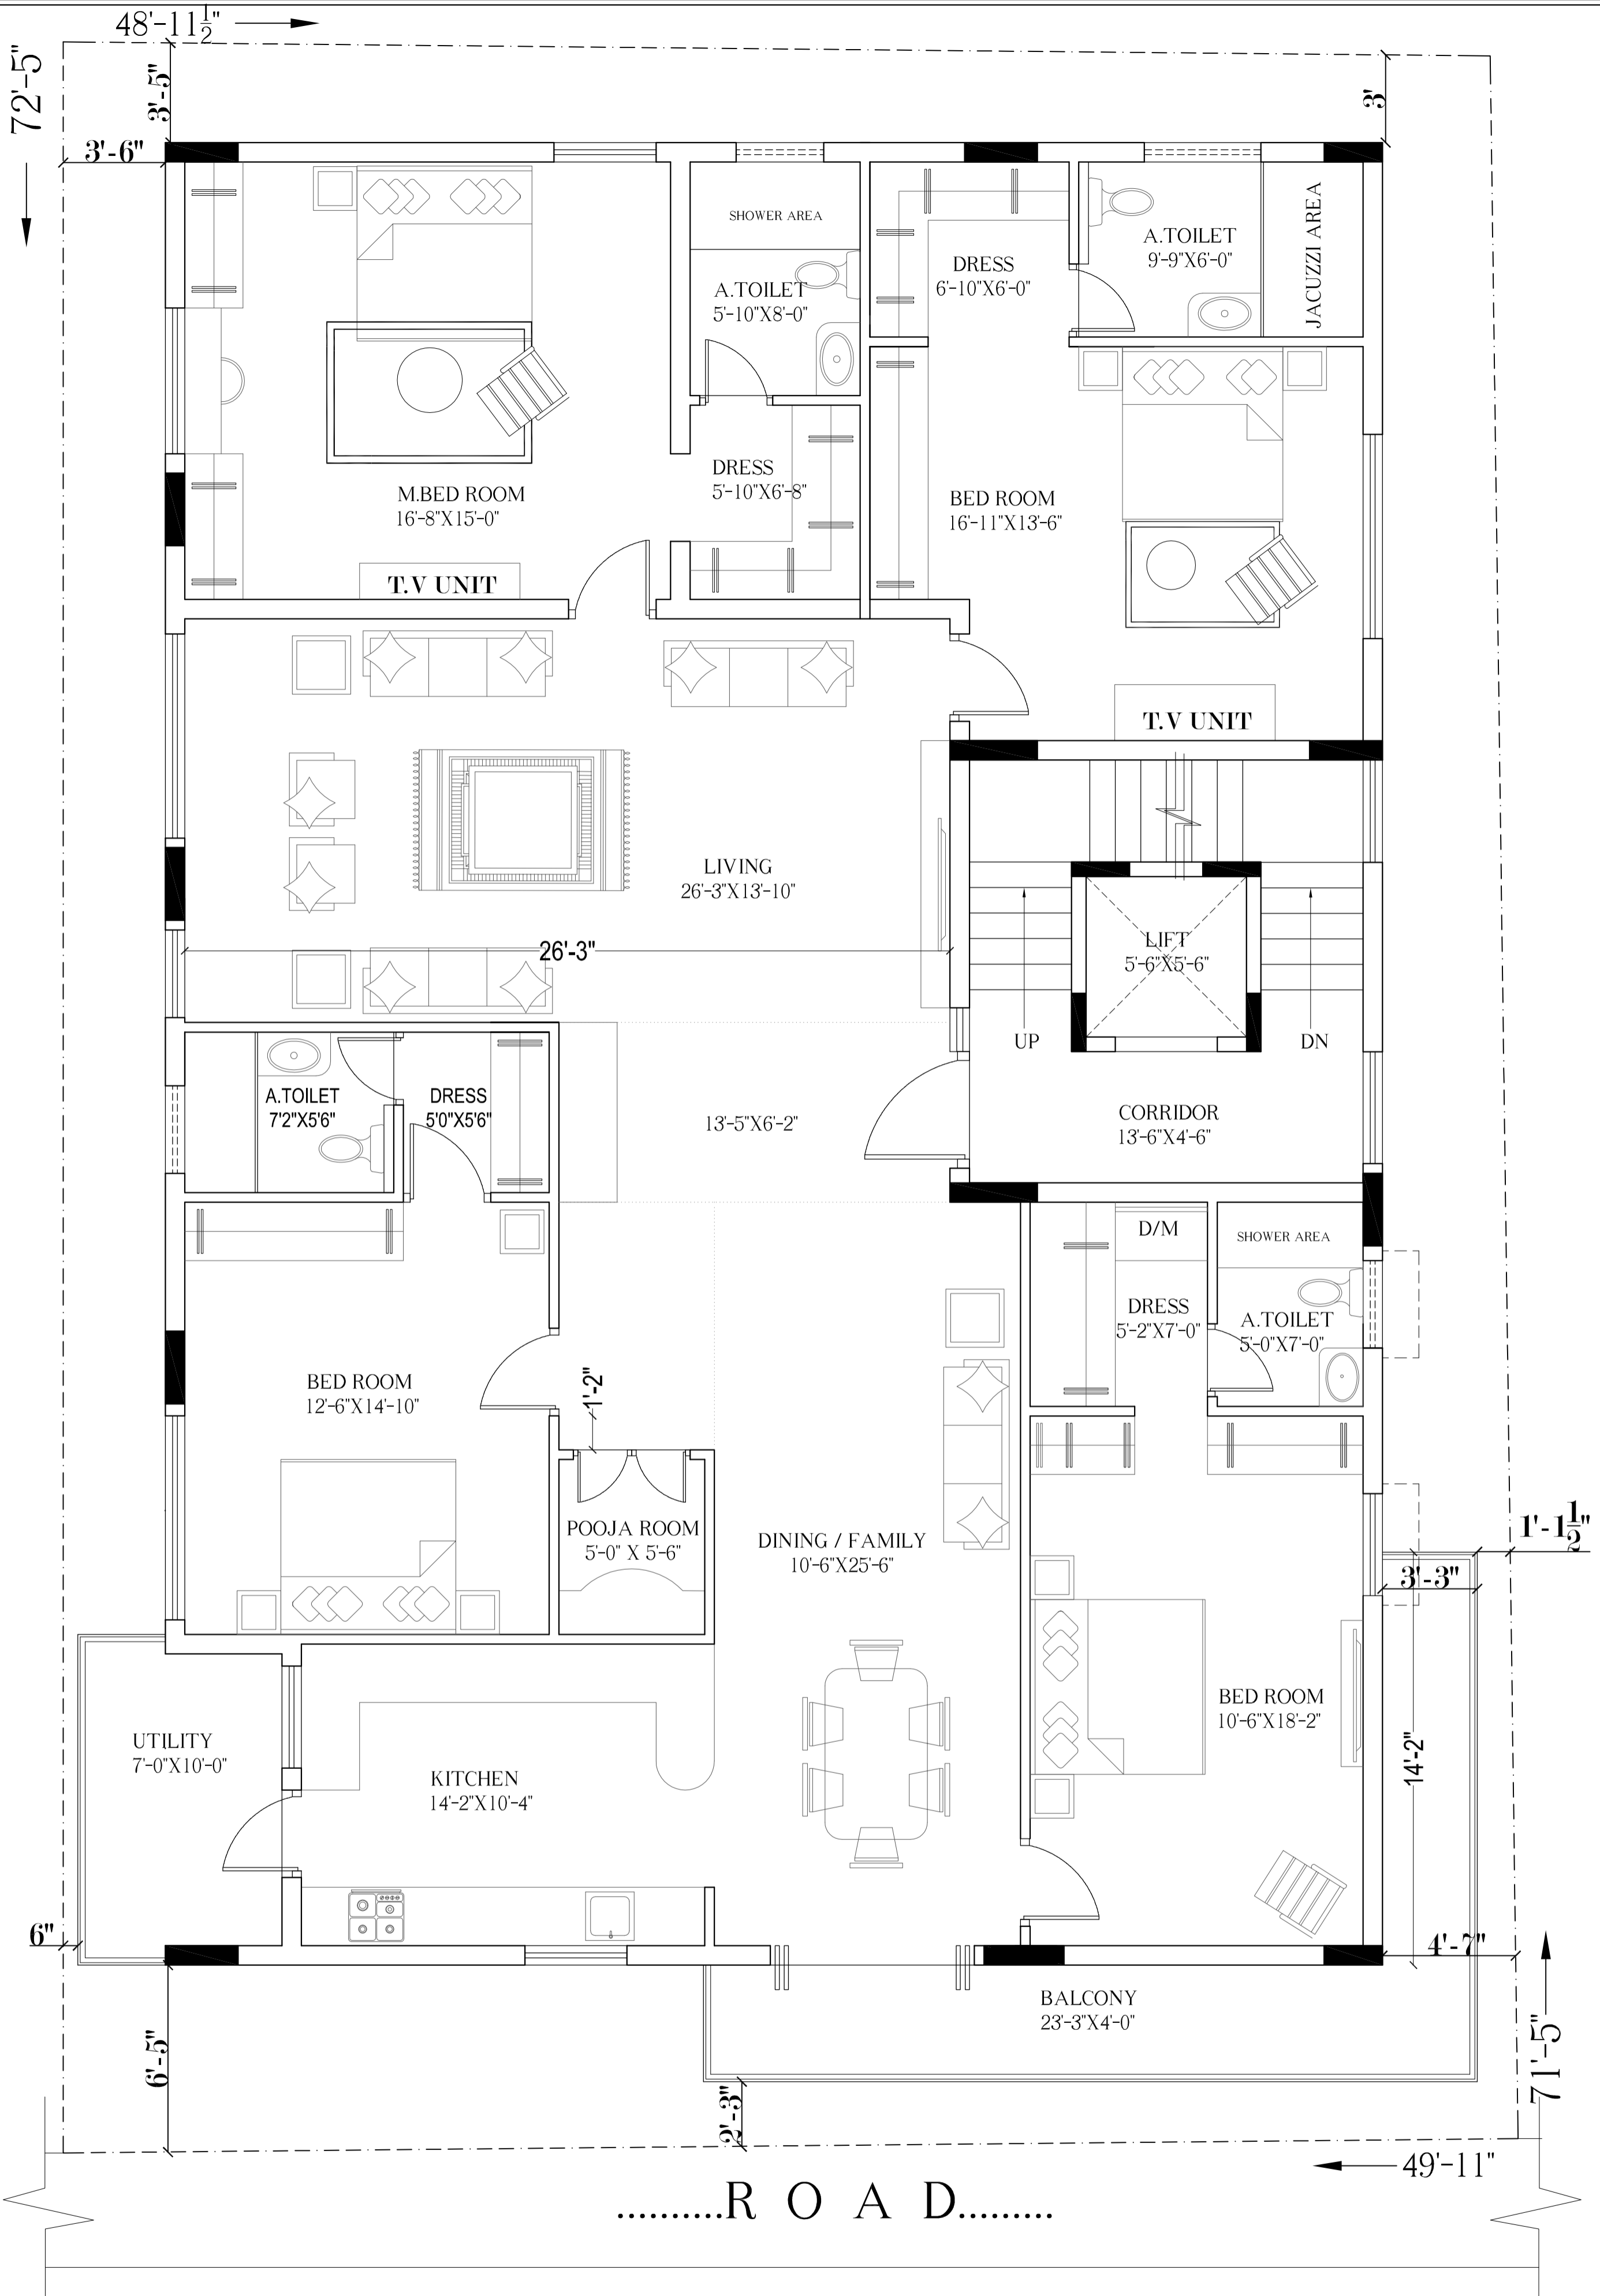 48'-11 1/2"
72'-5"
3'-5"
3'
3'-6"
SHOWER AREA
A.TOILET
5'-10"X8'-0"
DRESS
6'-10"X6'-0"
A.TOILET
9'-9"X6'-0"
JACUZZI AREA
DRESS
5'-10"X6'-8"
M.BED ROOM
16'-8"X15'-0"
BED ROOM
16'-11"X13'-6"
T.V UNIT
T.V UNIT
LIVING
26'-3"X13'-10"
26'-3"
LIFT
5'-6"X5'-6"
UP
DN
A.TOILET
7'2"X5'6"
DRESS
5'0"X5'6"
13'-5"X6'-2"
CORRIDOR
13'-6"X4'-6"
D/M
SHOWER AREA
DRESS
5'-2"X7'-0"
A.TOILET
5'-0"X7'-0"
BED ROOM
12'-6"X14'-10"
1'-2"
POOJA ROOM
5'-0" X 5'-6"
DINING / FAMILY
10'-6"X25'-6"
1'-1 1/2"
3'-3"
BED ROOM
10'-6"X18'-2"
14'-2"
UTILITY
7'-0"X10'-0"
KITCHEN
14'-2"X10'-4"
6"
4'-7"
BALCONY
23'-3"X4'-0"
6'-5"
2'-3"
71'-5"
49'-11"
..........R O A D.........